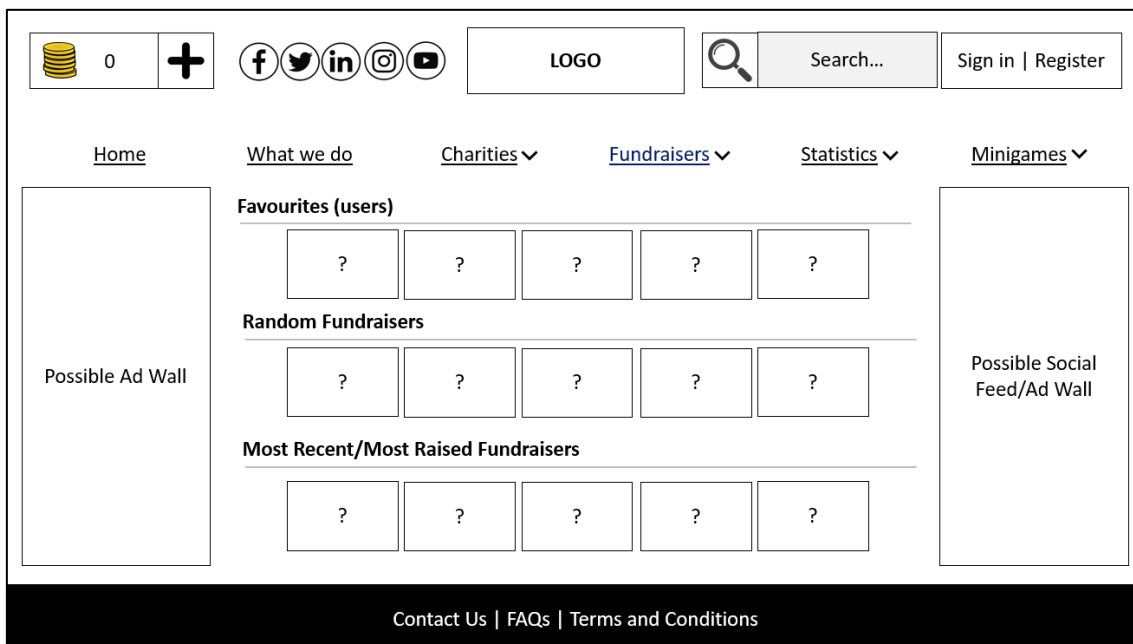 0
f
in
LOGO
Search...
Sign in | Register
Home
What we do
Charities
Fundraisers
Statistics
Minigames
Favourites (users)
? ? ? ? ?
Random Fundraisers
? ? ? ? ?
Possible Ad Wall
Possible Social
Feed/Ad Wall
Most Recent/Most Raised Fundraisers
? ? ? ? ?
Contact Us | FAQs | Terms and Conditions